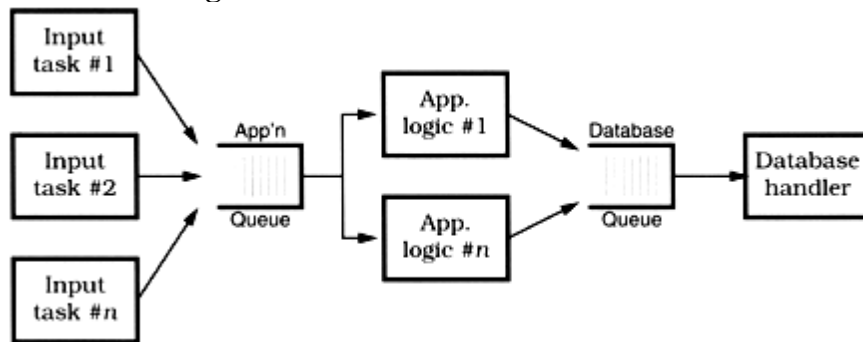 Input
task #1
Input
task #2
Input
task #n
App'n
Queue
App.
logic #1
App.
logic #n
Database
Queue
Database
handler